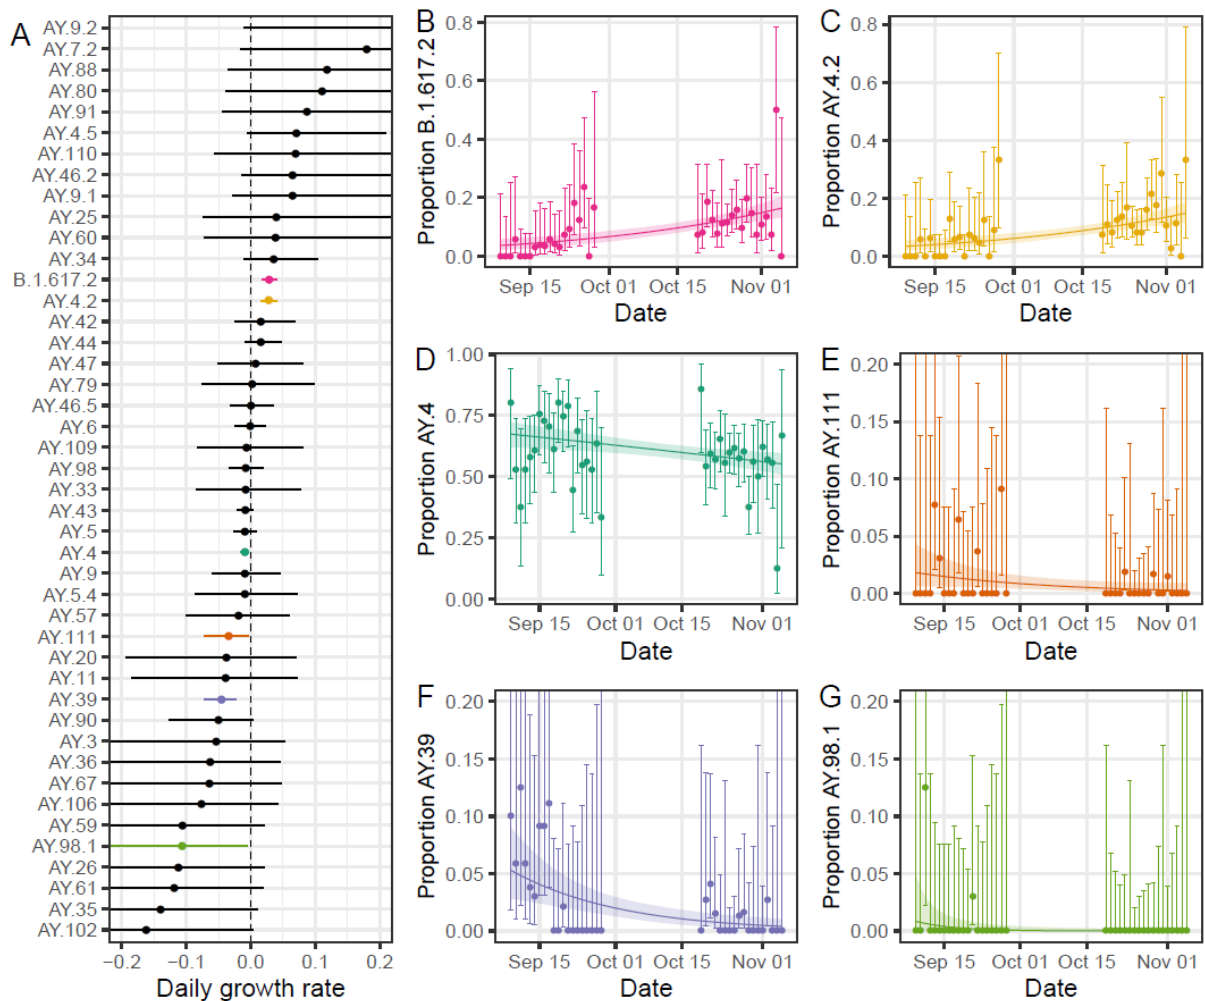 A
AY.9.2
AY.7.2
AY.88
AY.80
AY.91
AY.4.5
AY.110
AY.46.2
AY.9.1
AY.25
AY.60
AY.34
B.1.617.2
AY.4.2
AY.42
AY.44
AY.47
AY.79
AY.46.5
AY.6
AY.109
AY.98
AY.33
AY.43
AY.5
AY.4
AY.9
AY.5.4
AY.57
AY.111
AY.20
AY.11
AY.39
AY.90
AY.3
AY.36
AY.67
AY.106
AY.59
AY.98.1
AY.26
AY.61
AY.35
AY.102
−0.2 −0.1 0.0 0.1 0.2
Daily growth rate
B
Proportion B.1.617.2
0.8
0.6
0.4
0.2
0.0
Sep 15 Oct 01 Oct 15 Nov 01
Date
C
Proportion AY.4.2
0.8
0.6
0.4
0.2
0.0
Sep 15 Oct 01 Oct 15 Nov 01
Date
D
Proportion AY.4
1.00
0.75
0.50
0.25
0.00
Sep 15 Oct 01 Oct 15 Nov 01
Date
E
Proportion AY.111
0.20
0.15
0.10
0.05
0.00
Sep 15 Oct 01 Oct 15 Nov 01
Date
F
Proportion AY.39
0.20
0.15
0.10
0.05
0.00
Sep 15 Oct 01 Oct 15 Nov 01
Date
G
Proportion AY.98.1
0.20
0.15
0.10
0.05
0.00
Sep 15 Oct 01 Oct 15 Nov 01
Date